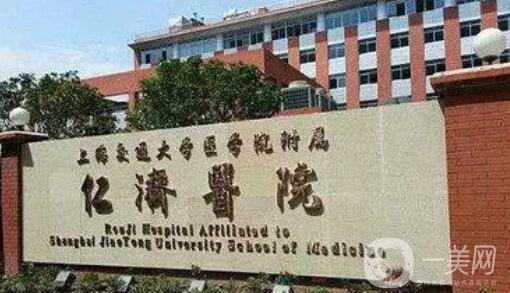 上海交通大学医学院附属
仁濟醫院
RenJi Hospital Affiliated to
Shanghai JiaoTong University School of Medicine
一美网